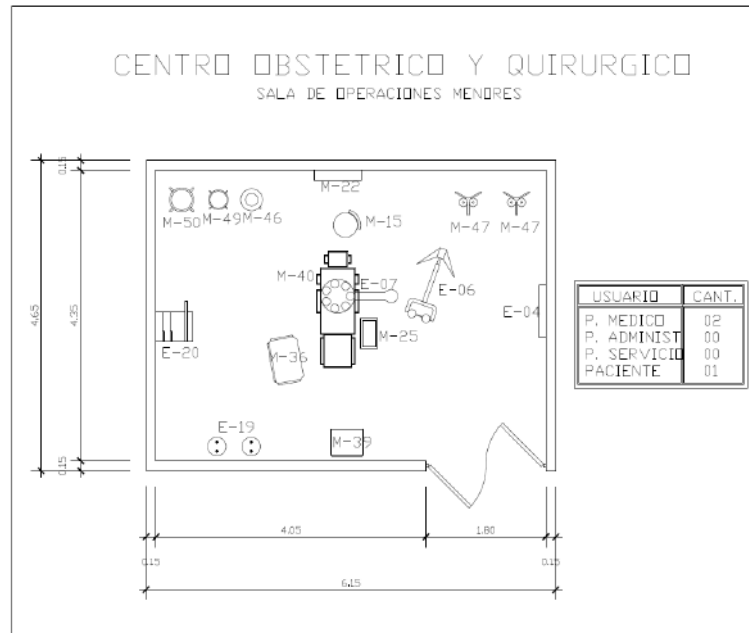 CENTRO OBSTETRICO Y QUIRURGICO
SALA DE OPERACIONES MENORES
0.15
M-22
M-50 M-49 M-46
M-15
M-47 M-47
M-40
E-07
E-06
E-04
4.65
4.35
E-20
M-25
M-36
E-19
M-39
0.15
USUARIO CANT.
P. MEDICO 02
P. ADMINIST 00
P. SERVICIO 00
PACIENTE 01
4.05 1.80
0.15 0.15
6.15